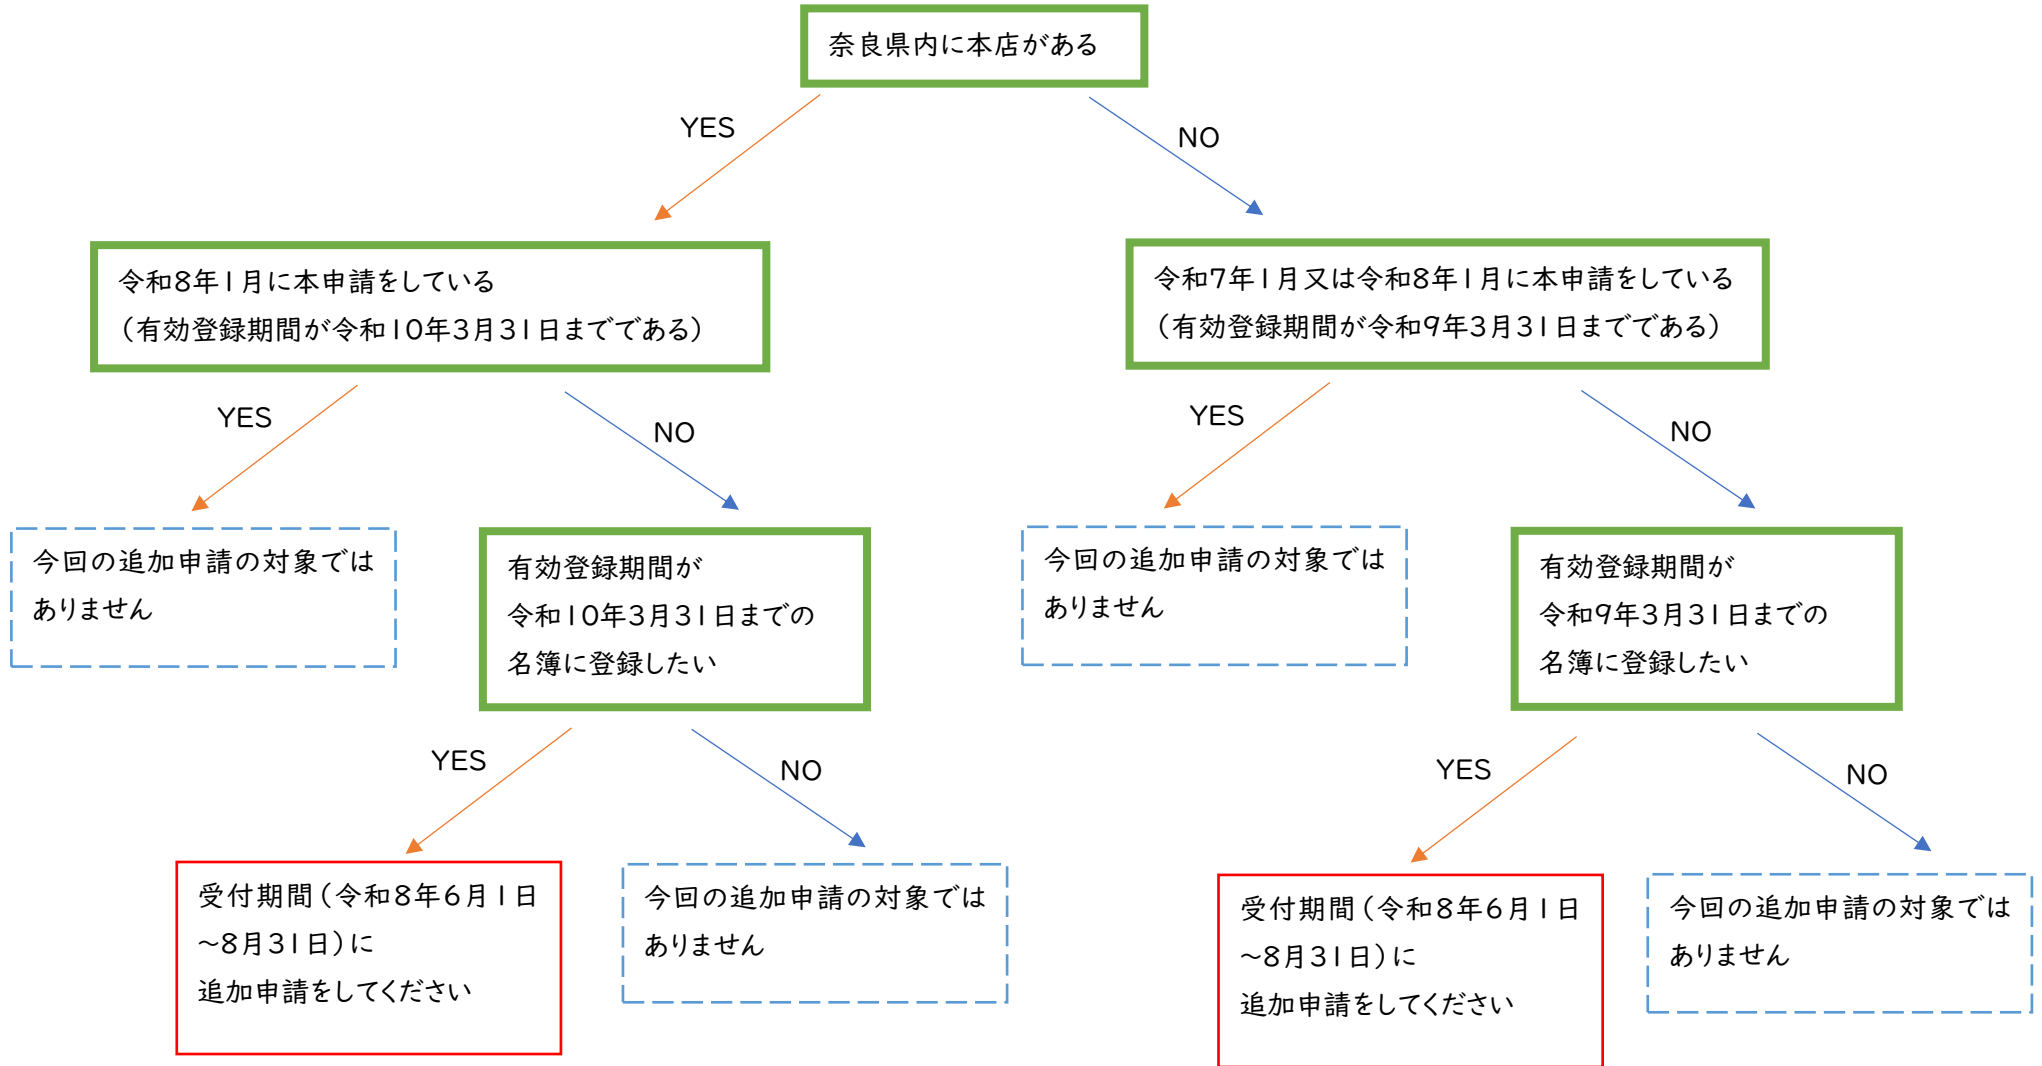 奈良県内に本店がある
YES
NO
令和8年1月に本申請をしている
（有効登録期間が令和10年3月31日までである）
令和7年1月又は令和8年1月に本申請をしている
（有効登録期間が令和9年3月31日までである）
YES
NO
YES
NO
今回の追加申請の対象では
ありません
有効登録期間が
令和10年3月31日までの
名簿に登録したい
今回の追加申請の対象では
ありません
有効登録期間が
令和9年3月31日までの
名簿に登録したい
YES
NO
YES
NO
受付期間（令和8年6月1日
～8月31日）に
追加申請をしてください
今回の追加申請の対象では
ありません
受付期間（令和8年6月1日
～8月31日）に
追加申請をしてください
今回の追加申請の対象では
ありません